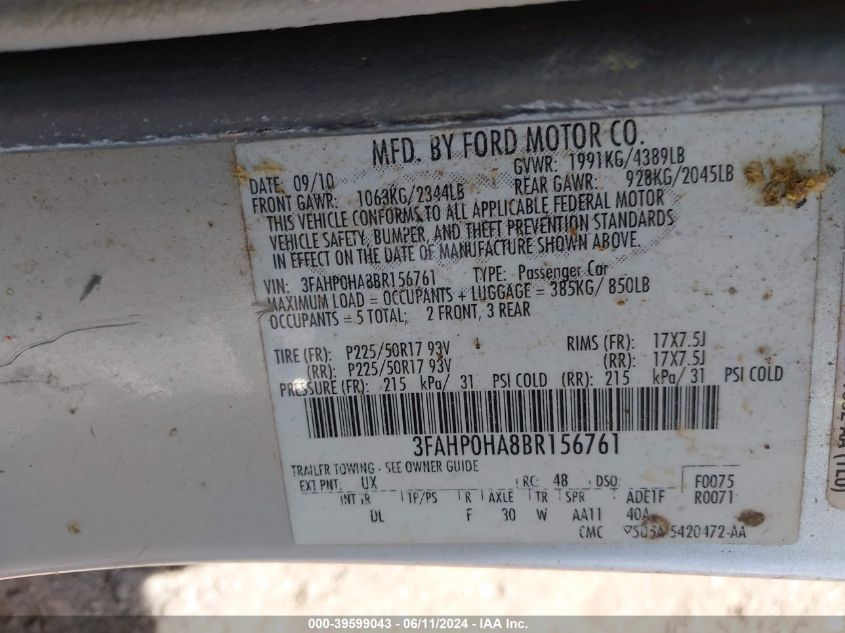 MFD. BY FORD MOTOR CO.
DATE: 09/10 GVWR: 1991KG/4389LB
FRONT GAWR: 1063KG/2344LB REAR GAWR: 928KG/2045LB
THIS VEHICLE CONFORMS TO ALL APPLICABLE FEDERAL MOTOR
VEHICLE SAFETY, BUMPER, AND THEFT PREVENTION STANDARDS
IN EFFECT ON THE DATE OF MANUFACTURE SHOWN ABOVE.
VIN: 3FAHP0HA8BR156761 TYPE: Passenger Car
MAXIMUM LOAD = OCCUPANTS + LUGGAGE = 385KG/ 850LB
OCCUPANTS = 5 TOTAL; 2 FRONT, 3 REAR
TIRE (FR): P225/50R17 93V RIMS (FR): 17X7.5J
(RR): P225/50R17 93V (RR): 17X7.5J
PRESSURE (FR): 215 kPa/ 31 PSI COLD (RR): 215 kPa/ 31 PSI COLD
3FAHP0HA8BR156761
TRAILER TOWING - SEE OWNER GUIDE
EXT PNT: UX RC: 48 DSO: F0075
INT TR TP/PS R AXLE TR SPR ADE1F R0071
DL F 30 W AA11 40A
CMC 5420472-AA
(TLU)
000-39599043 - 06/11/2024 - IAA Inc.